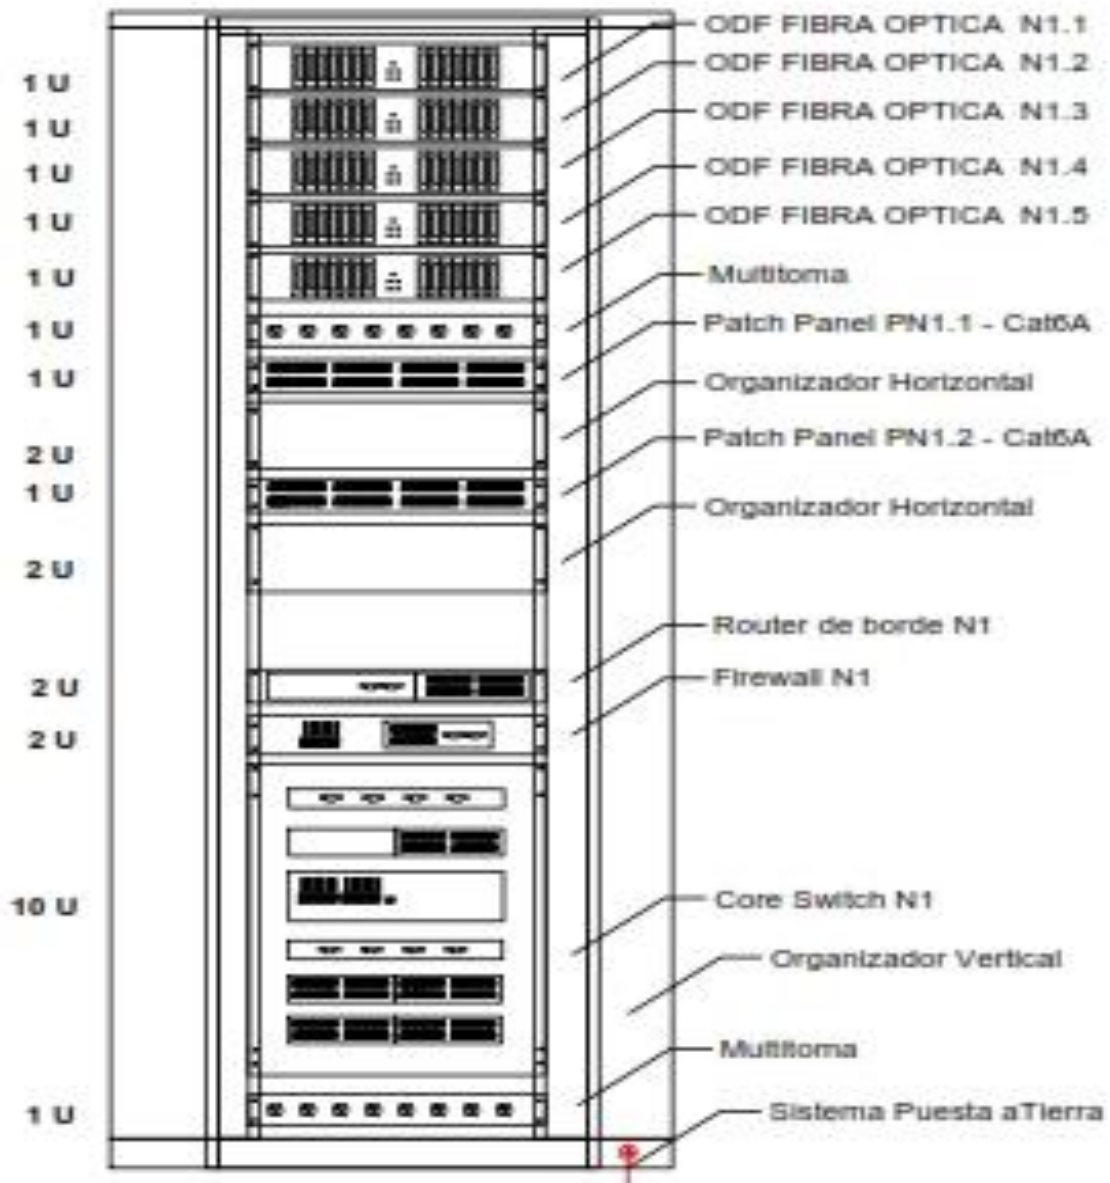 ODF FIBRA OPTICA N1.1
ODF FIBRA OPTICA N1.2
1 U
ODF FIBRA OPTICA N1.3
1 U
ODF FIBRA OPTICA N1.4
1 U
ODF FIBRA OPTICA N1.5
1 U
Multitoma
1 U
Patch Panel PN1.1 - Cat6A
1 U
Organizador Horizontal
1 U
Patch Panel PN1.2 - Cat6A
2 U
Organizador Horizontal
1 U
2 U
Router de borde N1
Firewall N1
2 U
2 U
Core Switch N1
10 U
Organizador Vertical
Multitoma
Sistema Puesta aTierra
1 U